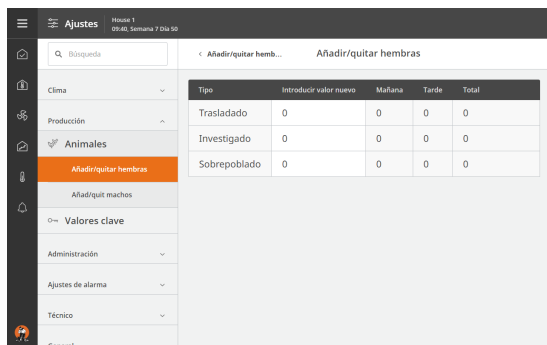 Ajustes
House 1
09:40, Semana 7 Día 50
Búsqueda
< Añadir/quitar hemb...
Añadir/quitar hembras
Clima
Producción
Animales
Añadir/quitar hembras
Añad/quit machos
Valores clave
Administración
Ajustes de alarma
Técnico
Tipo Introducir valor nuevo Mañana Tarde Total
Trasladado 0 0 0 0
Investigado 0 0 0 0
Sobrepoblado 0 0 0 0